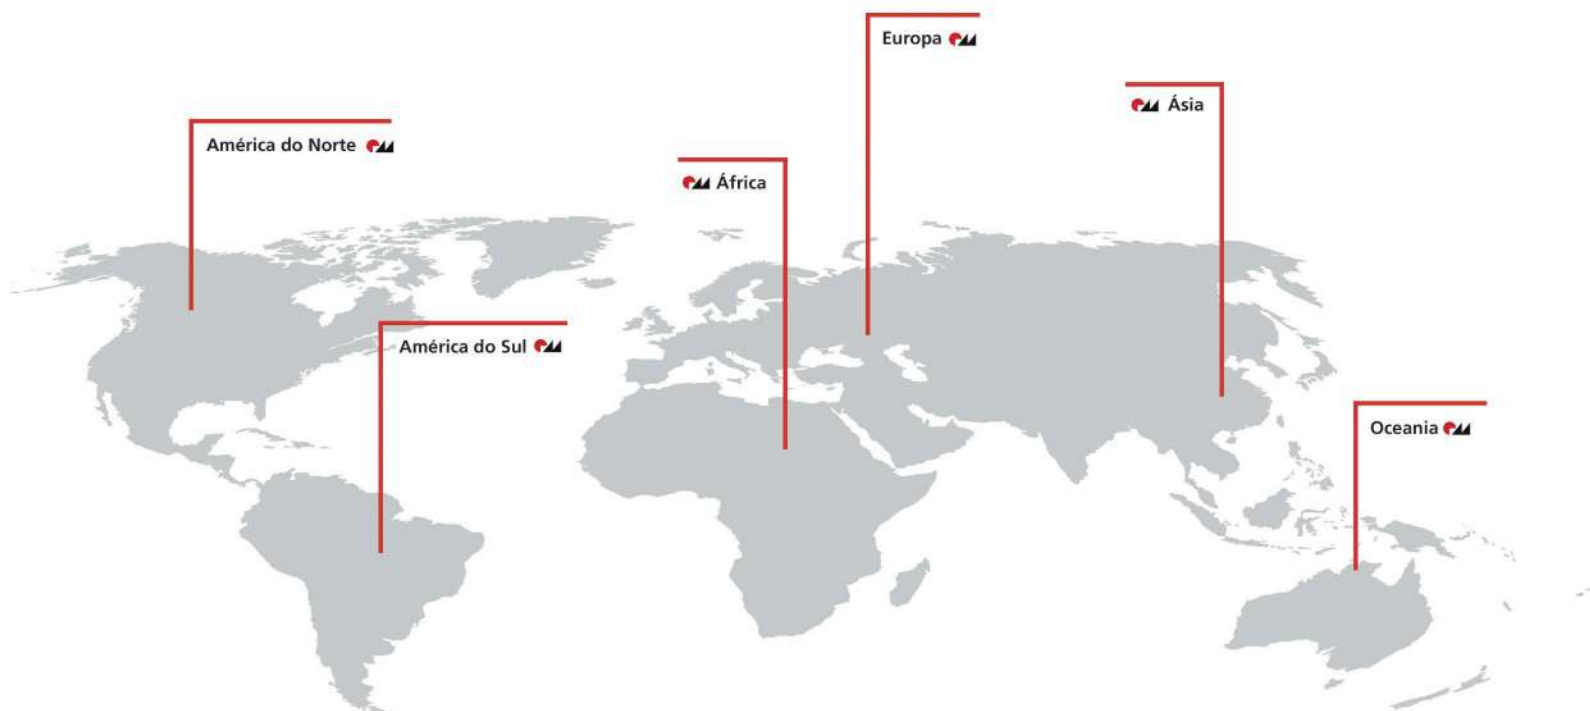 Europa
Ásia
América do Norte
África
América do Sul
Oceania